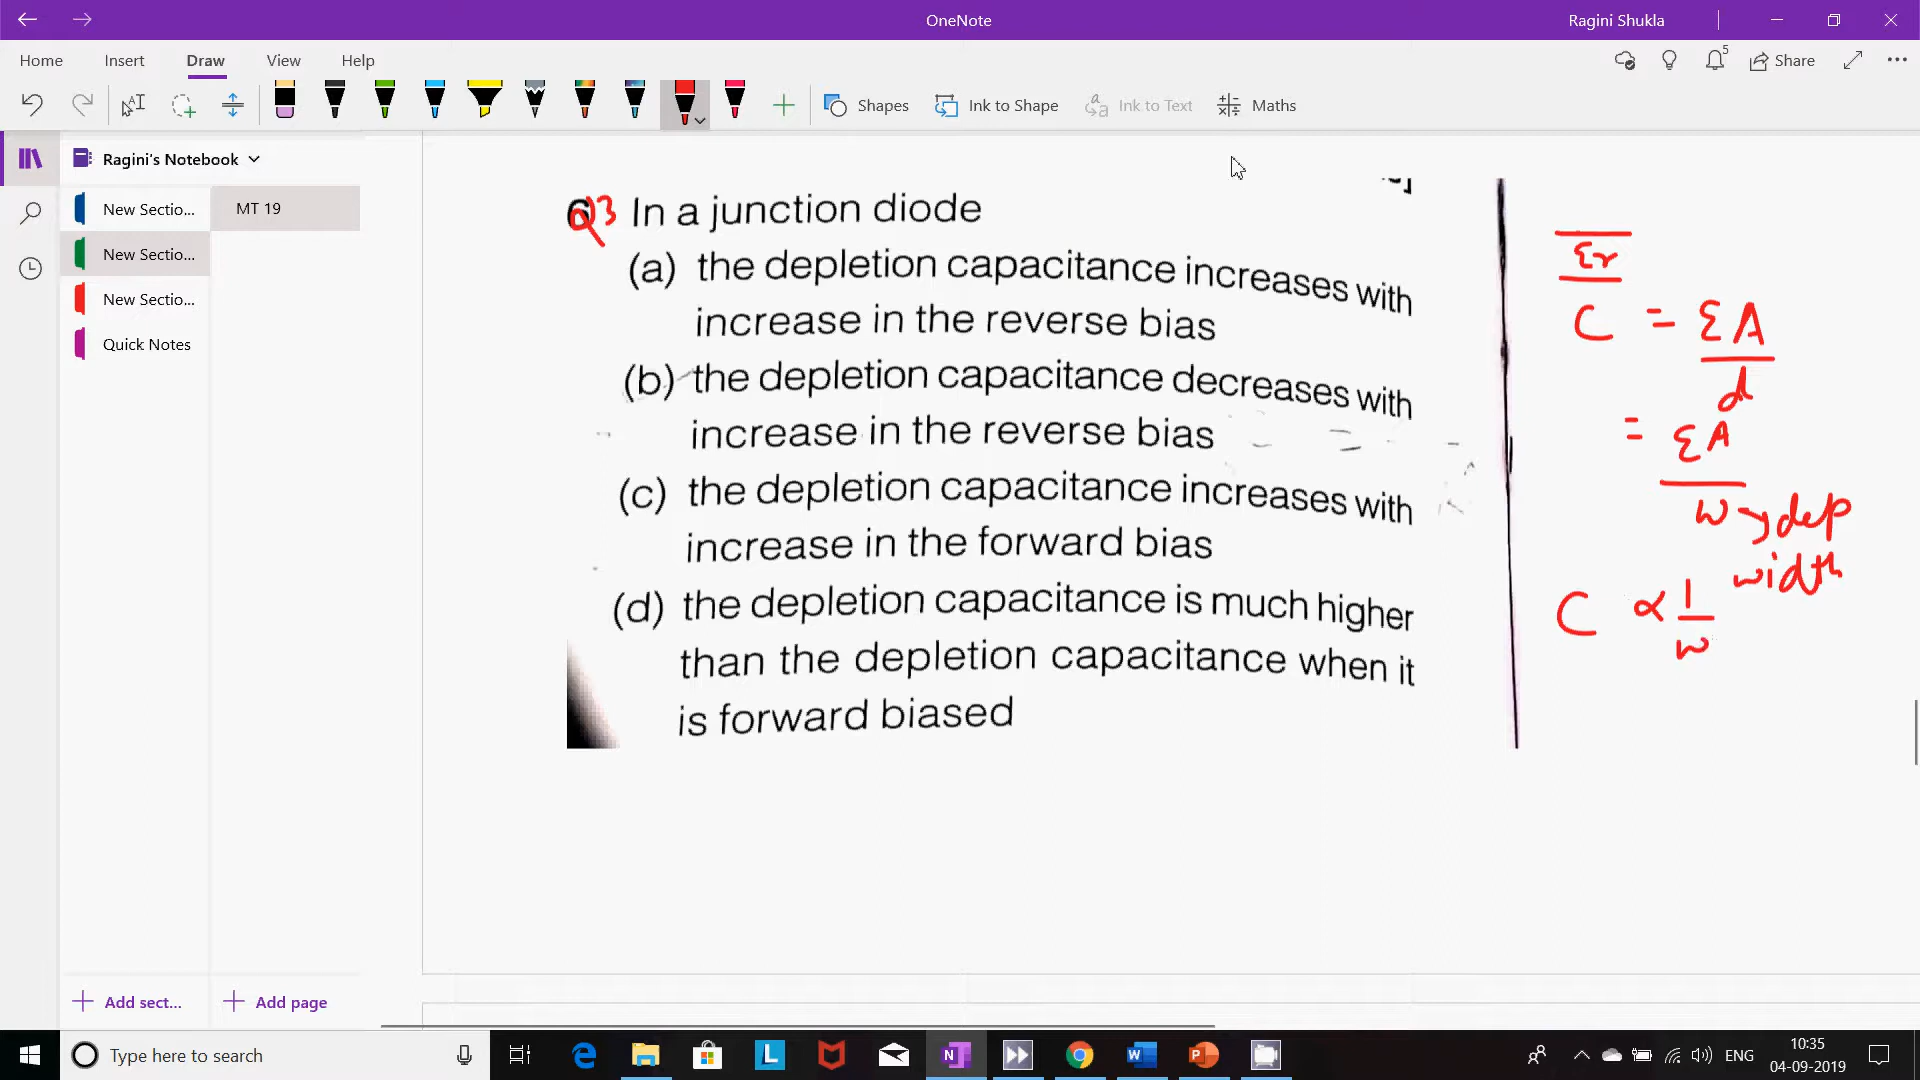 OneNote
Ragini Shukla
Home Insert Draw View Help
5 Share
Shapes Ink to Shape Ink to Text Maths
Ragini's Notebook
New Sectio...
New Sectio...
New Sectio...
Quick Notes
MT 19
Q3 In a junction diode
(a) the depletion capacitance increases with
increase in the reverse bias
(b) the depletion capacitance decreases with
increase in the reverse bias
(c) the depletion capacitance increases with
increase in the forward bias
(d) the depletion capacitance is much higher
than the depletion capacitance when it
is forward biased
Er
C = ΣA
d
= ΣA
w → dep
width
C ∝ 1
w
Add sect... Add page
Type here to search
ENG
10:35
04-09-2019